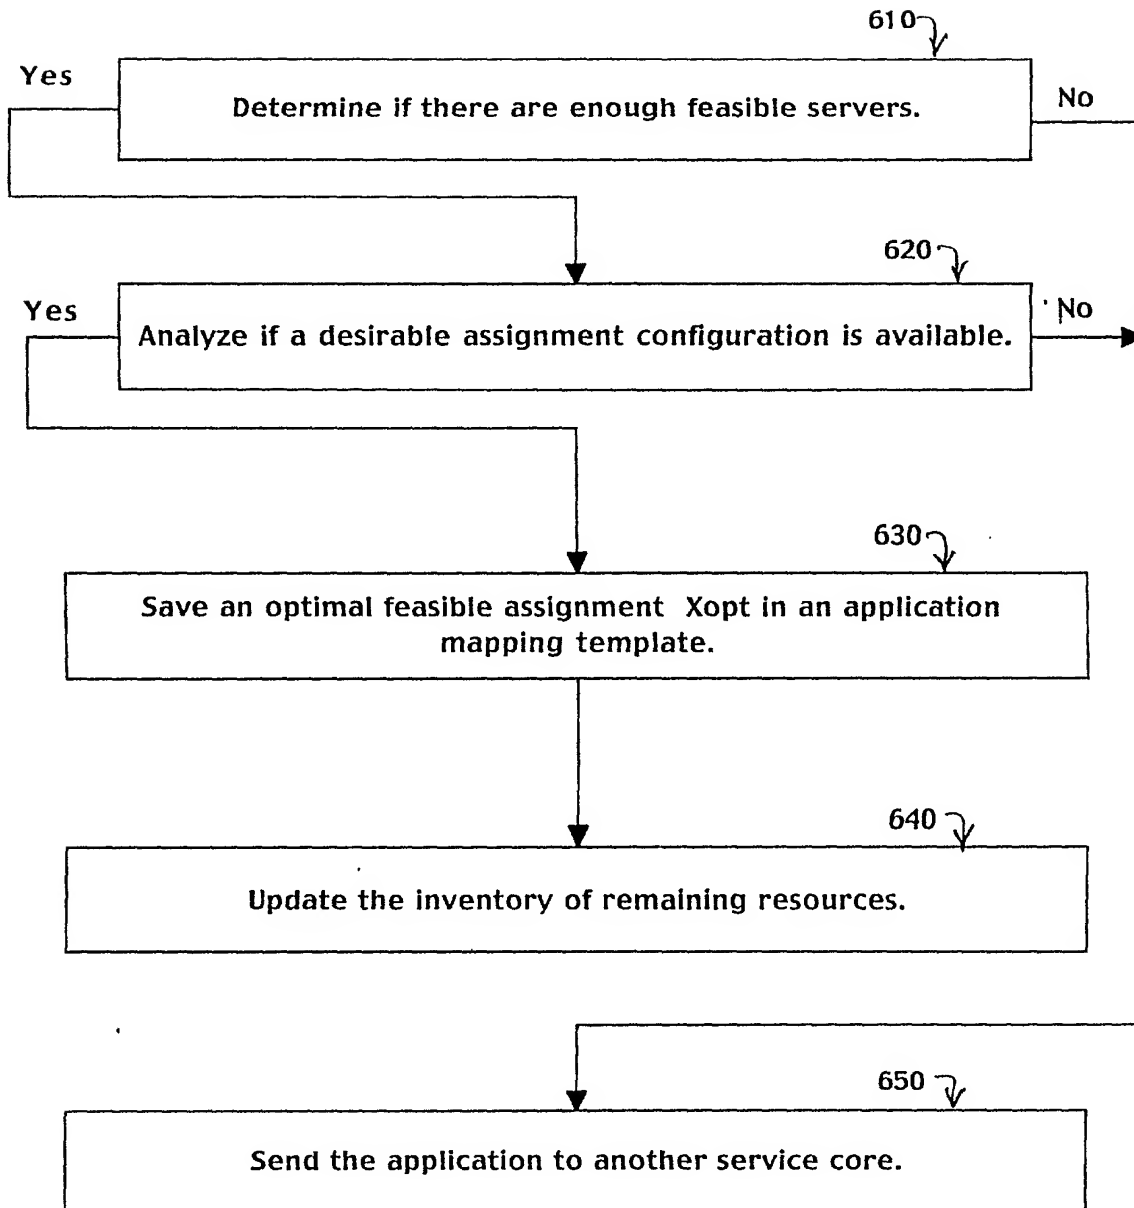 610
Yes
Determine if there are enough feasible servers.
No
620
Yes
Analyze if a desirable assignment configuration is available.
No
630
Save an optimal feasible assignment Xopt in an application
mapping template.
640
Update the inventory of remaining resources.
650
Send the application to another service core.